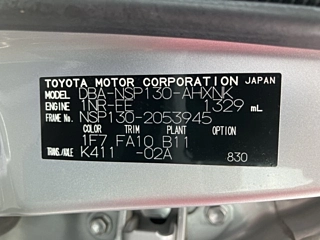 TOYOTA MOTOR CORPORATION JAPAN
MODEL DBA-NSP130-AHXNK
ENGINE 1NR-FE 1329 mL
FRAME No. NSP130-2053945
COLOR TRIM PLANT OPTION
1F7 FA10 B11
TRANS./AXLE K411 -02A 830